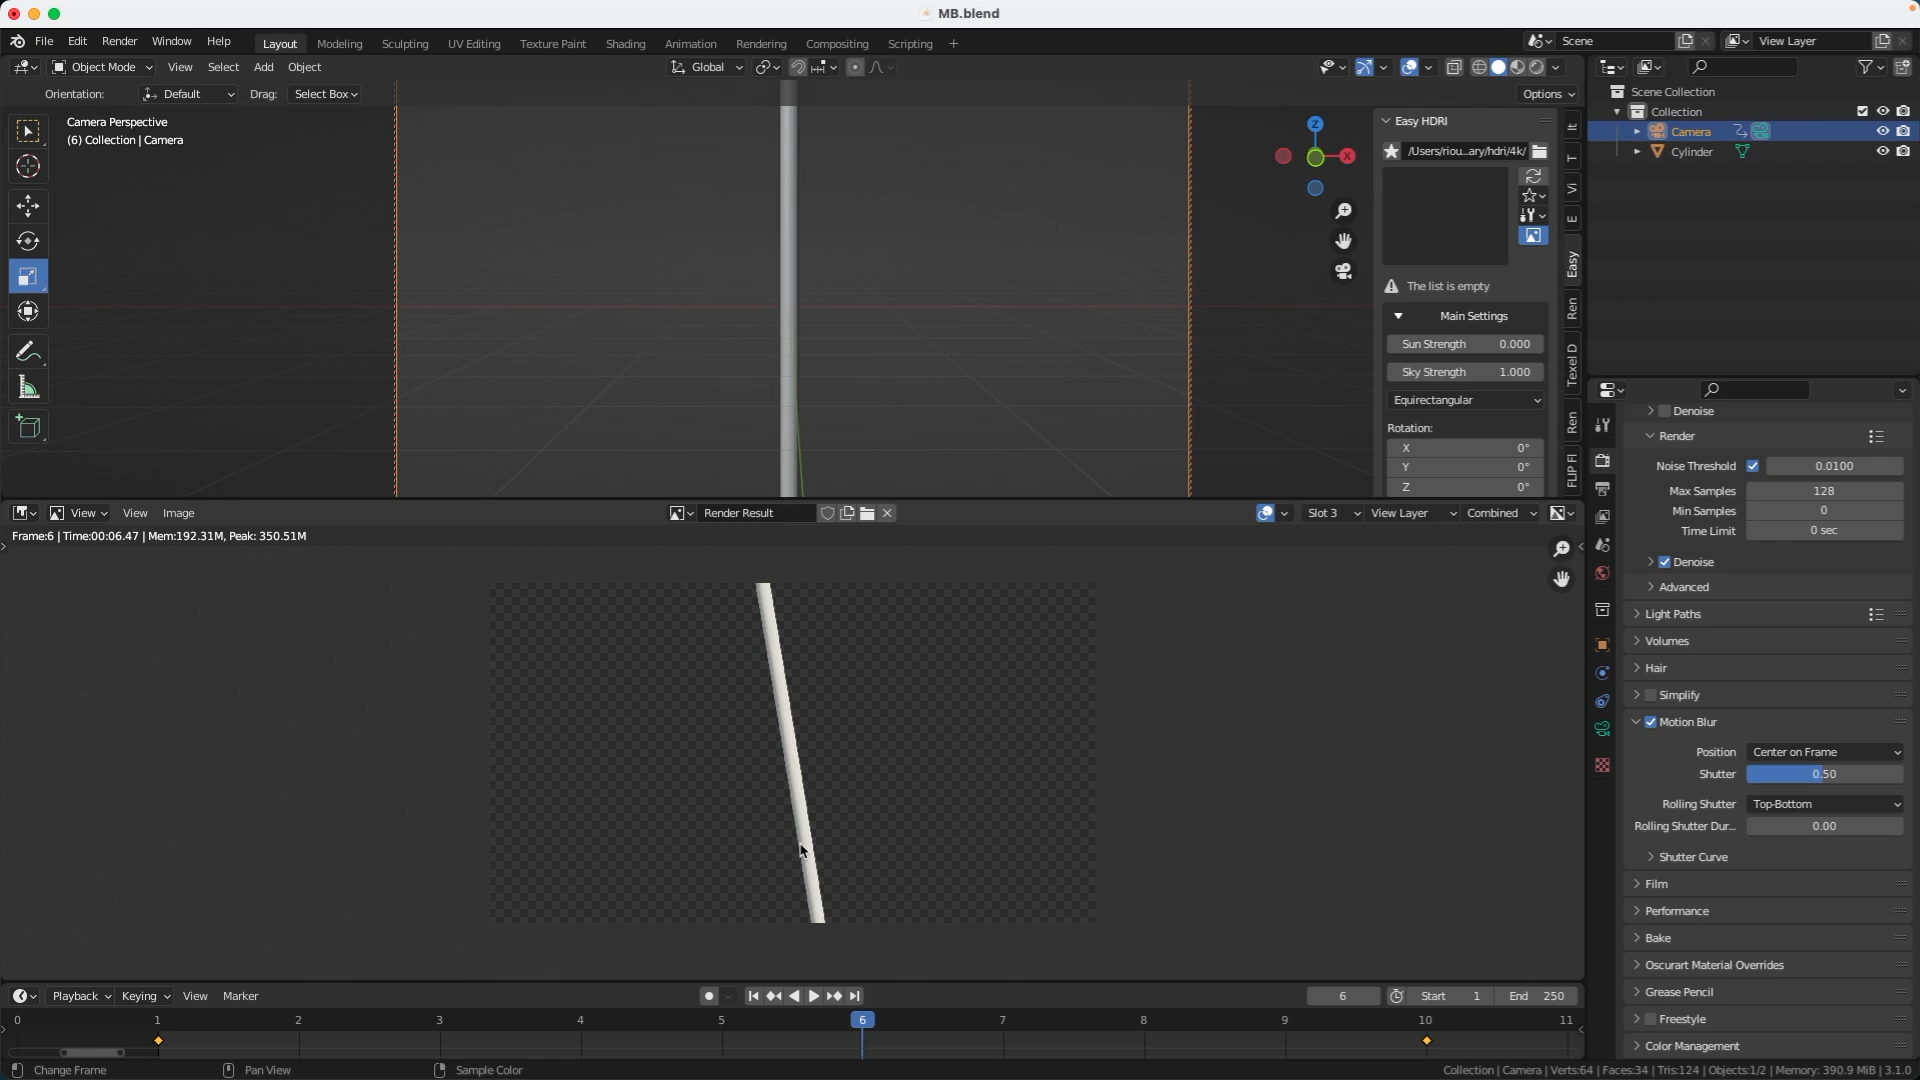 MB.blend
File Edit Render Window Help Layout Modeling Sculpting UV Editing Texture Paint Shading Animation Rendering Compositing Scripting + Scene View Layer
Object Mode View Select Add Object Global
Orientation: Default Drag: Select Box Options
Camera Perspective
(6) Collection | Camera
Z
X
Easy HDRI
/Users/riou...ary/hdri/4k/
The list is empty
Main Settings
Sun Strength 0.000
Sky Strength 1.000
Equirectangular
Rotation:
X 0°
Y 0°
Z 0°
It
T
Vi
E
Easy
Ren
Texel D
Ren
FLIP Fl
Scene Collection
Collection
Camera
Cylinder
Denoise
Render
Noise Threshold 0.0100
Max Samples 128
Min Samples 0
Time Limit 0 sec
Denoise
Advanced
Light Paths
Volumes
Hair
Simplify
Motion Blur
Position Center on Frame
Shutter 0.50
Rolling Shutter Top-Bottom
Rolling Shutter Dur... 0.00
Shutter Curve
Film
Performance
Bake
Oscurart Material Overrides
Grease Pencil
Freestyle
Color Management
View View Image Render Result Slot 3 View Layer Combined
Frame:6 | Time:00:06.47 | Mem:192.31M, Peak: 350.51M
Playback Keying View Marker 6 Start 1 End 250
0 1 2 3 4 5 6 7 8 9 10 11
Change Frame Pan View Sample Color Collection | Camera | Verts:64 | Faces:34 | Tris:124 | Objects:1/2 | Memory: 390.9 MiB | 3.1.0